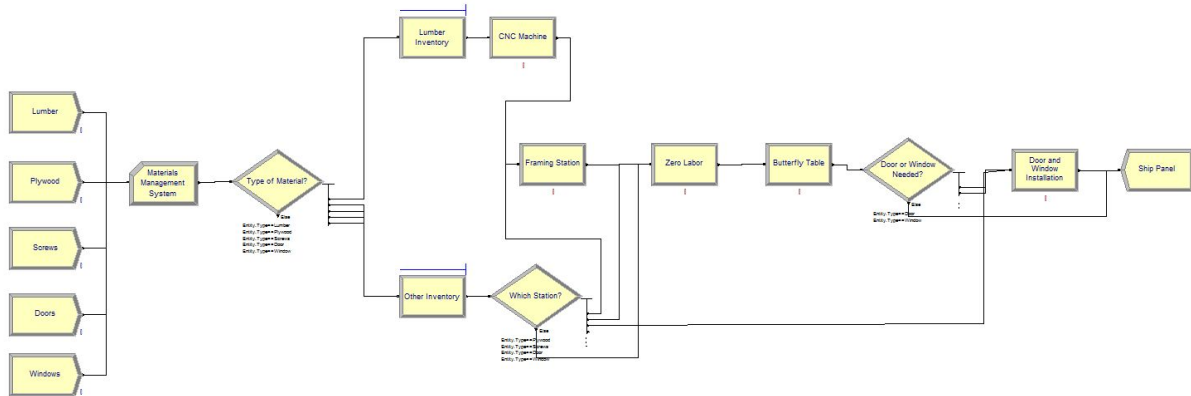 Lumber
Plywood
Screws
Doors
Windows
Materials
Management
System
Type of Material?
Else
Entity.Type==Lumber
Entity.Type==Plywood
Entity.Type==Screws
Entity.Type==Door
Entity.Type==Window
Lumber
Inventory
CNC Machine
Other Inventory
Which Station?
Else
Entity.Type==Plywood
Entity.Type==Screws
Entity.Type==Door
Entity.Type==Window
Framing Station
Zero Labor
Butterfly Table
Door or Window
Needed?
Else
Entity.Type==Door
Entity.Type==Window
Door and
Window
Installation
Ship Panel